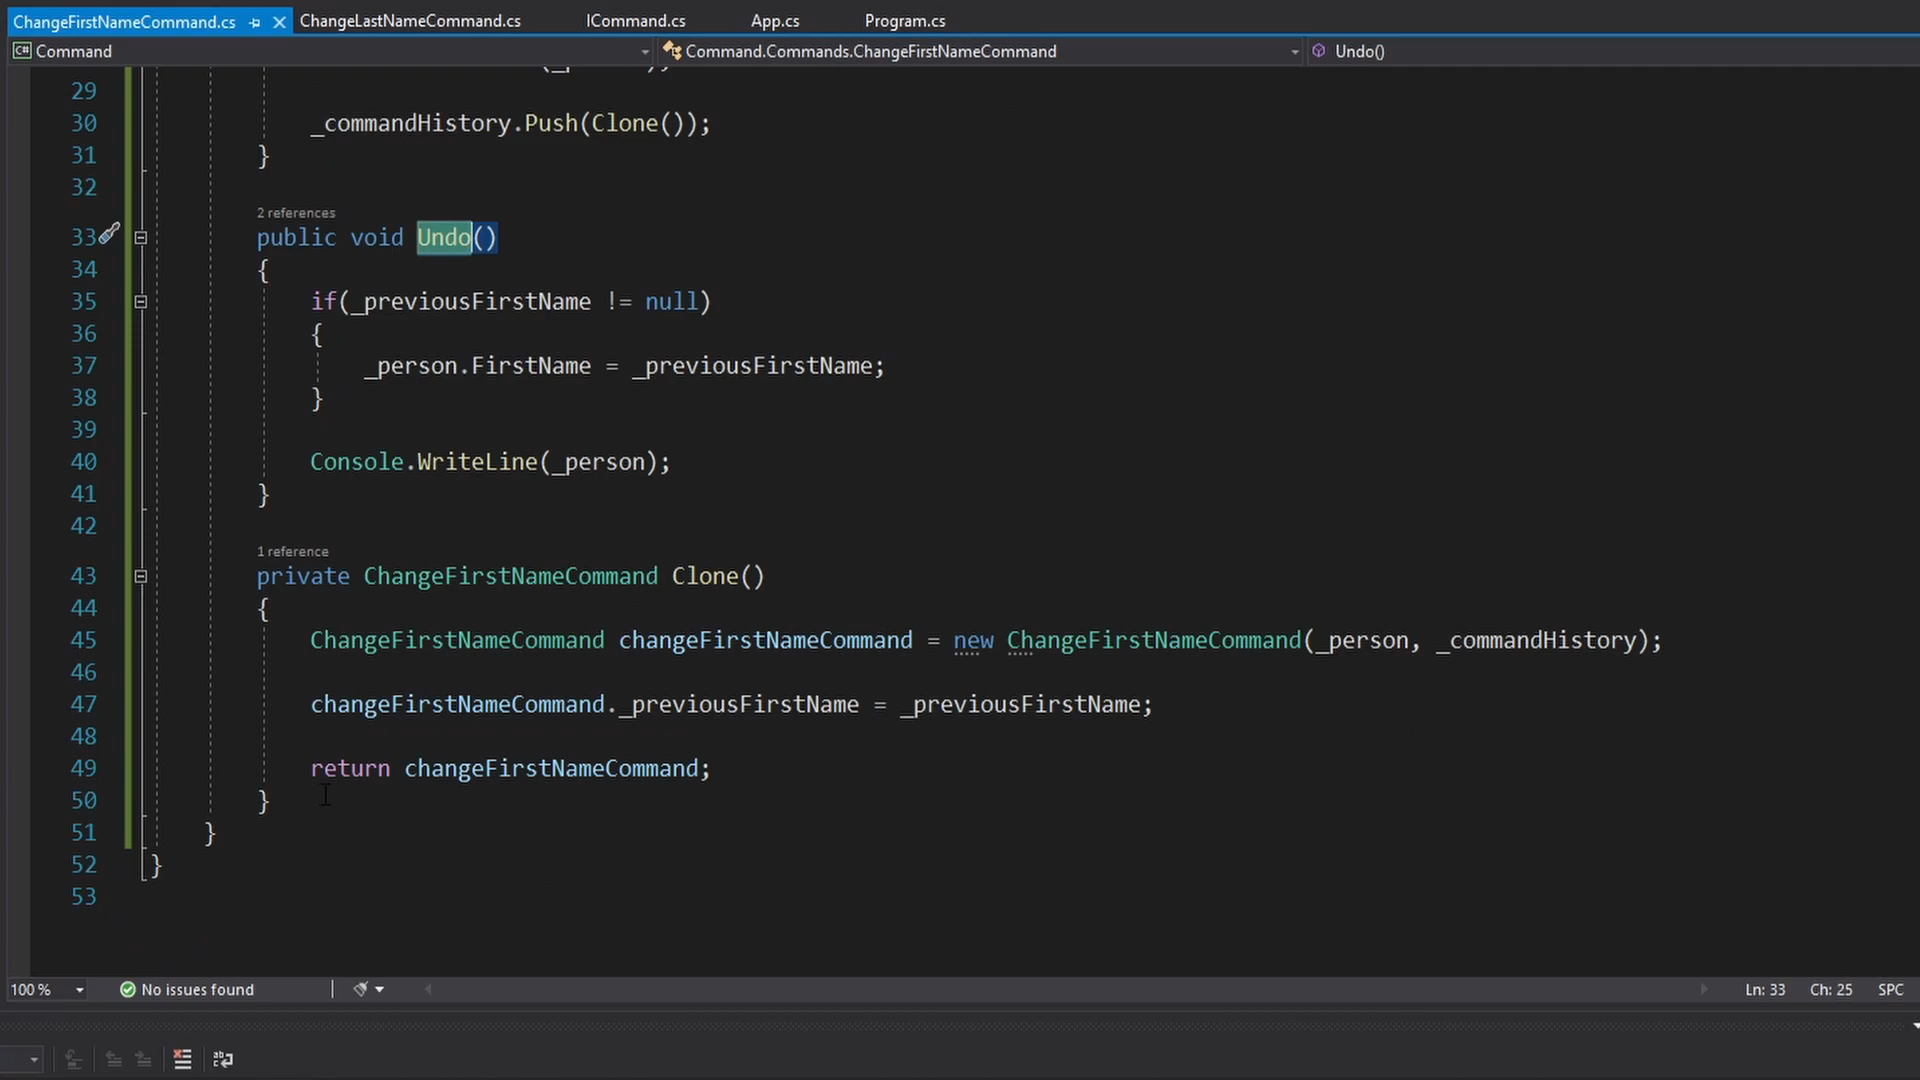 ChangeFirstNameCommand.cs ChangeLastNameCommand.cs ICommand.cs App.cs Program.cs
C# Command Command.Commands.ChangeFirstNameCommand Undo()
29
30 _commandHistory.Push(Clone());
31 }
32
2 references
33 public void Undo()
34 {
35 if(_previousFirstName != null)
36 {
37 _person.FirstName = _previousFirstName;
38 }
39
40 Console.WriteLine(_person);
41 }
42
1 reference
43 private ChangeFirstNameCommand Clone()
44 {
45 ChangeFirstNameCommand changeFirstNameCommand = new ChangeFirstNameCommand(_person, _commandHistory);
46
47 changeFirstNameCommand._previousFirstName = _previousFirstName;
48
49 return changeFirstNameCommand;
50 }
51 }
52 }
53
100 % No issues found Ln: 33 Ch: 25 SPC